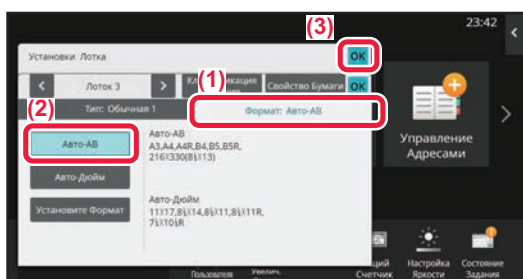 (3)
23:42
Установки Лотка
OK
(1)
Лоток 3
Свойство Бумаги
OK
(2)
Тип: Обычная 1
Формат: Авто-AB
Авто-AB
Авто-AB
A3,A4,A4R,B4,B5,B5R,
216X330(8½X13)
Авто-Дюйм
Установите Формат
Авто-Дюйм
11X17,8½X14,8½X11,8½X11R,
7¼X10½R
Управление
Адресами
Пользователя
Увелич.
Счетчик
Настройка
Яркости
Состояние
Задания